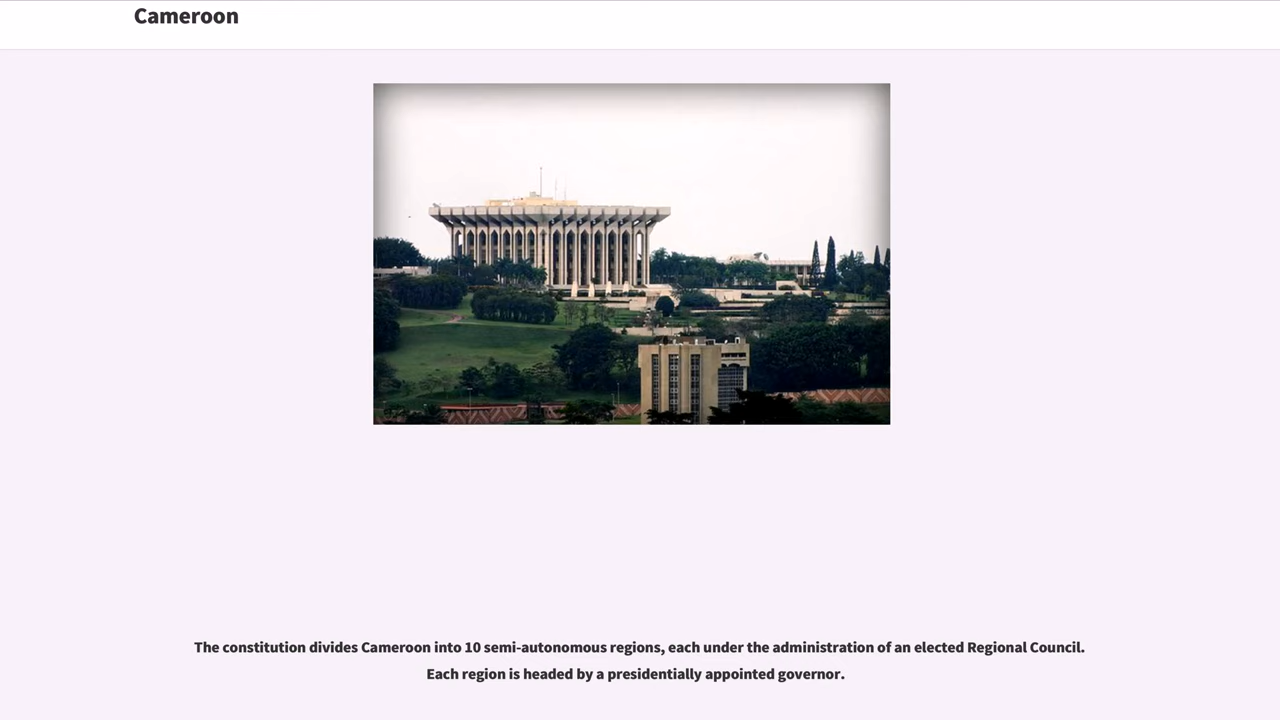 Cameroon
The constitution divides Cameroon into 10 semi-autonomous regions, each under the administration of an elected Regional Council.
Each region is headed by a presidentially appointed governor.